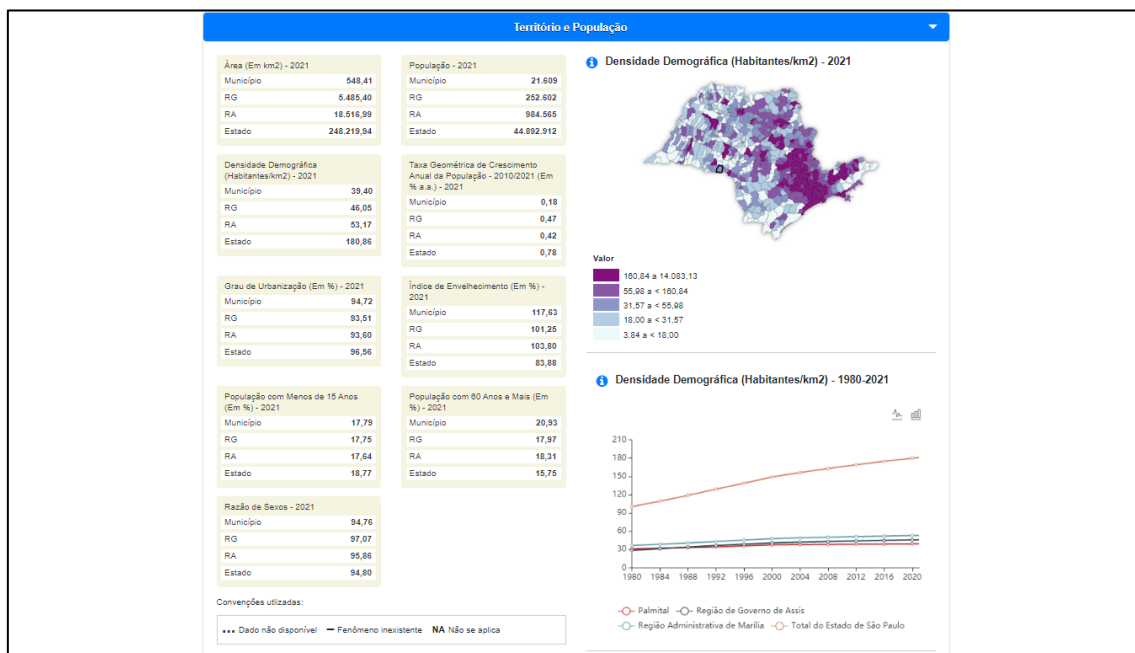 Território e População
Área (Em km2) - 2021
Município 548,41
RG 5.485,40
RA 18.516,99
Estado 248.219,94
População - 2021
Município 21.609
RG 252.602
RA 984.565
Estado 44.892.912
Densidade Demográfica
(Habitantes/km2) - 2021
Município 39,40
RG 46,05
RA 53,17
Estado 180,86
Taxa Geométrica de Crescimento
Anual da População - 2010/2021 (Em
% a.a.) - 2021
Município 0,18
RG 0,47
RA 0,42
Estado 0,78
Grau de Urbanização (Em %) - 2021
Município 94,72
RG 93,51
RA 93,60
Estado 96,56
Índice de Envelhecimento (Em %) -
2021
Município 117,63
RG 101,25
RA 103,80
Estado 83,88
População com Menos de 15 Anos
(Em %) - 2021
Município 17,79
RG 17,75
RA 17,64
Estado 18,77
População com 60 Anos e Mais (Em
%) - 2021
Município 20,93
RG 17,97
RA 18,31
Estado 15,75
Razão de Sexos - 2021
Município 94,76
RG 97,07
RA 95,86
Estado 94,80
Convenções utlizadas:
... Dado não disponível — Fenômeno inexistente NA Não se aplica
Densidade Demográfica (Habitantes/km2) - 2021
Valor
160,84 a 14.083,13
55,98 a < 160,84
31,57 a < 55,98
18,00 a < 31,57
3,84 a < 18,00
Densidade Demográfica (Habitantes/km2) - 1980-2021
210
180
150
120
90
60
30
0
1980 1984 1988 1992 1996 2000 2004 2008 2012 2016 2020
Palmital Região de Governo de Assis
Região Administrativa de Marília Total do Estado de São Paulo